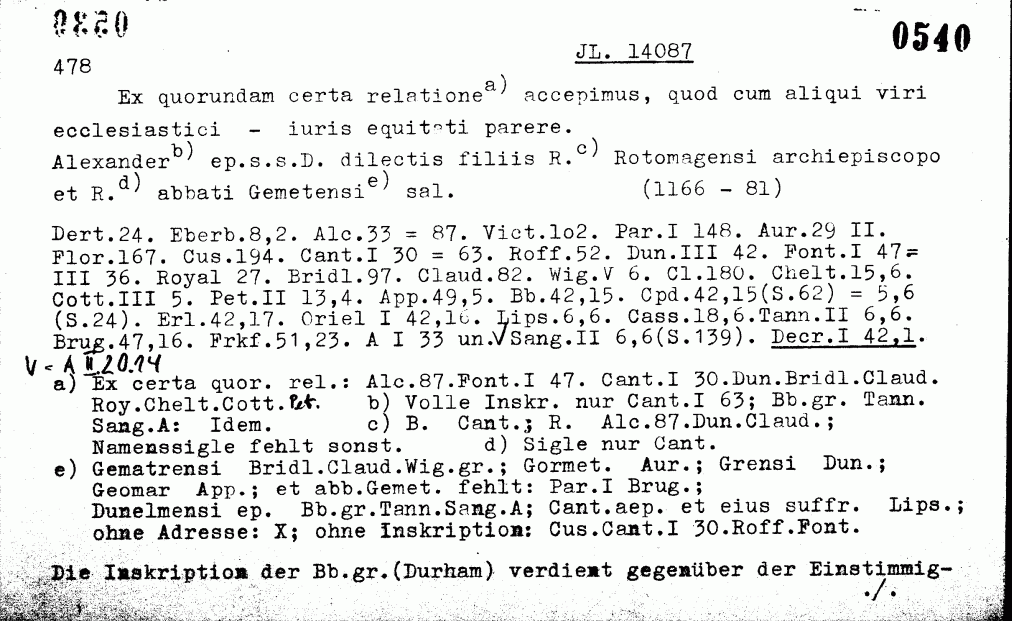 0850
0540
JL. 14087
478
Ex quorundam certa relatione a) accepimus, quod cum aliqui viri
ecclesiastici - iuris equitati parere.
Alexander b) ep.s.s.D. dilectis filiis R. c) Rotomagensi archiepiscopo
et R. d) abbati Gemetensi e) sal. (1166 - 81)
Dert.24. Eberb.8,2. Alc.33 = 87. Vict.lo2. Par.I 148. Aur.29 II.
Flor.167. Cus.194. Cant.I 30 = 63. Roff.52. Dun.III 42. Font.I 47=
III 36. Royal 27. Bridl.97. Claud.82. Wig.V 6. Cl.180. Chelt.15,6.
Cott.III 5. Pet.II 13,4. App.49,5. Bb.42,15. Cpd.42,15(S.62) = 5,6
(S.24). Erl.42,17. Oriel I 42,16. Lips.6,6. Cass.18,6.Tann.II 6,6.
Brug.47,16. Frkf.51,23. A I 33 un.V Sang.II 6,6(S.139). Decr.I 42,1.
V = A II 20.14
a) Ex certa quor. rel.: Alc.87.Font.I 47. Cant.I 30.Dun.Bridl.Claud.
Roy.Chelt.Cott.Pet. b) Volle Inskr. nur Cant.I 63; Bb.gr. Tann.
Sang.A: Idem. c) B. Cant.; R. Alc.87.Dun.Claud.;
Namenssigle fehlt sonst. d) Sigle nur Cant.
e) Gematrensi Bridl.Claud.Wig.gr.; Gormet. Aur.; Grensi Dun.;
Geomar App.; et abb.Gemet. fehlt: Par.I Brug.;
Dunelmensi ep. Bb.gr.Tann.Sang.A; Cant.aep. et eius suffr. Lips.;
ohne Adresse: X; ohne Inskription: Cus.Cant.I 30.Roff.Font.
Die Inskription der Bb.gr.(Durham) verdient gegenüber der Einstimmig-
./.